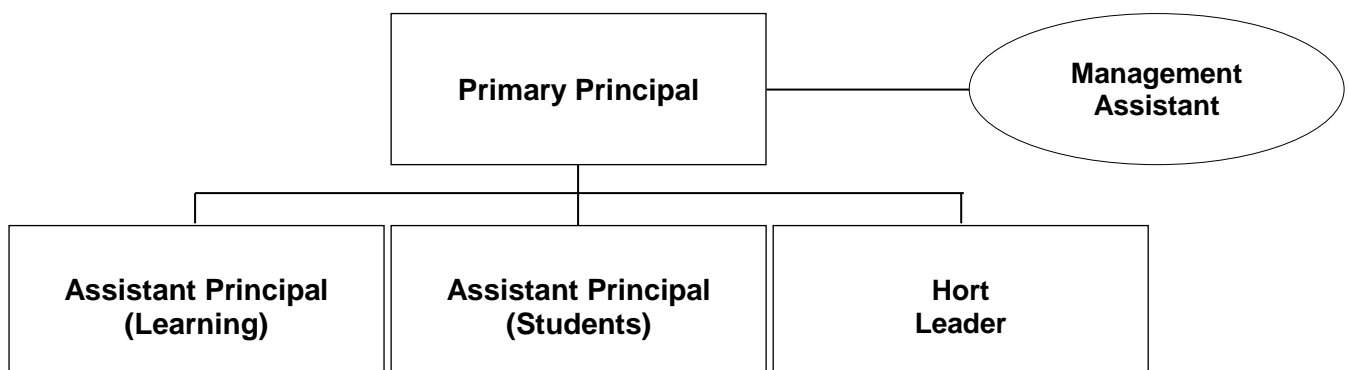 Primary Principal
Management
Assistant
Assistant Principal
(Learning)
Assistant Principal
(Students)
Hort
Leader